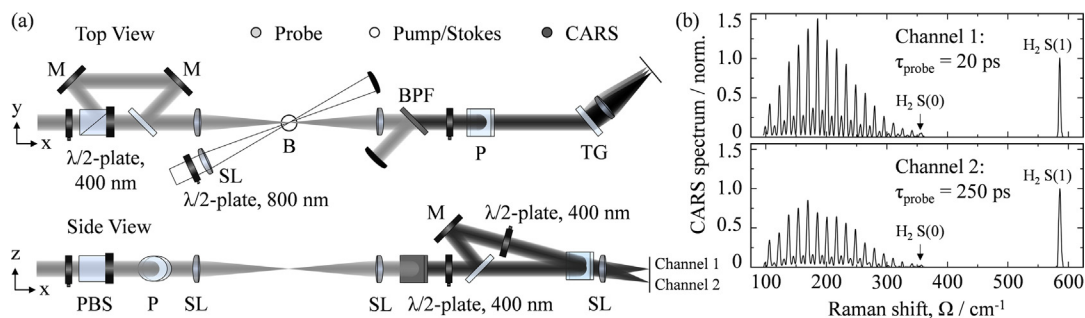 (a)
Top View
Probe
Pump/Stokes
CARS
M
M
BPF
y
x
B
λ/2-plate,
400 nm
SL
SL
λ/2-plate, 800 nm
P
TG
Side View
M
λ/2-plate, 400 nm
z
x
Channel 1
Channel 2
PBS
P
SL
SL
λ/2-plate, 400 nm
SL
(b)
CARS spectrum / norm.
1.5
1.0
0.5
0
Channel 1:
τprobe = 20 ps
H₂ S(1)
H₂ S(0)
1.5
1.0
0.5
0
Channel 2:
τprobe = 250 ps
H₂ S(1)
H₂ S(0)
100 200 300 400 500 600
Raman shift, Ω / cm⁻¹